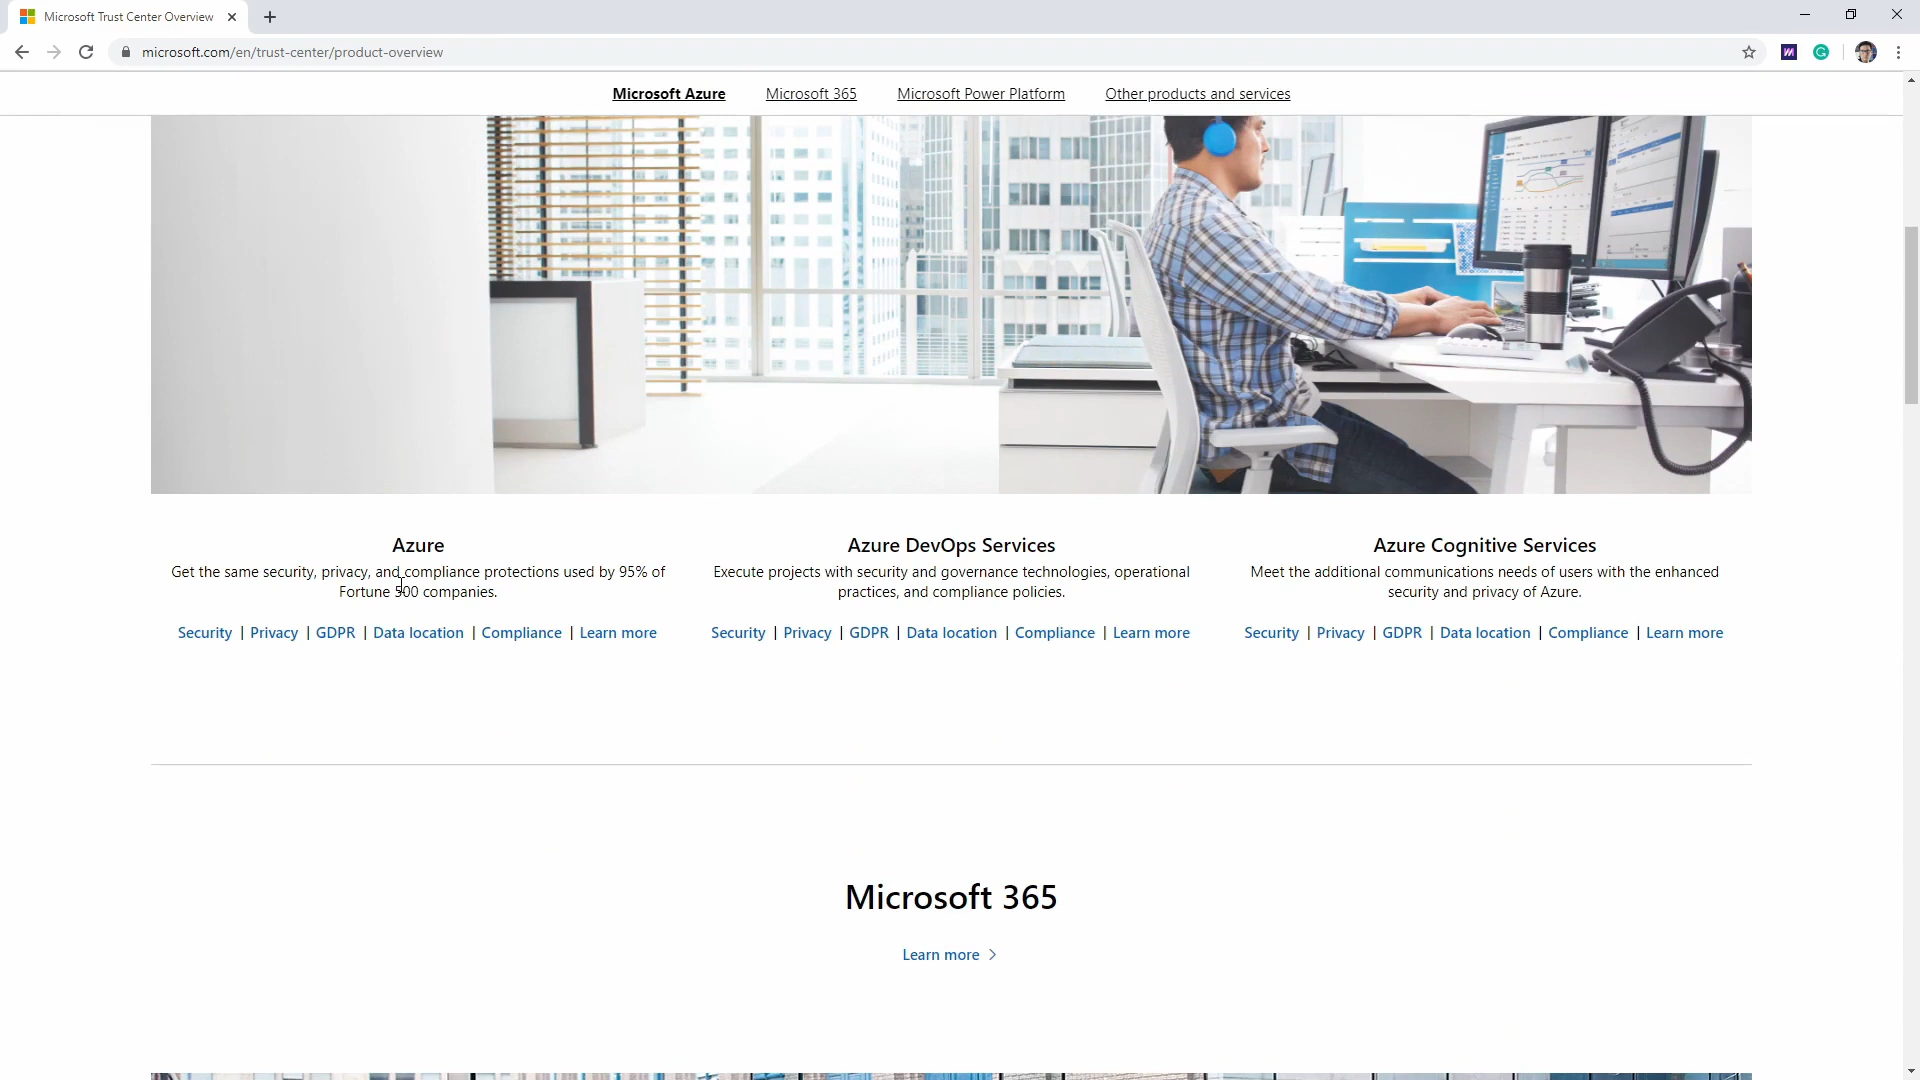 Microsoft Trust Center Overview
microsoft.com/en/trust-center/product-overview
Microsoft Azure Microsoft 365 Microsoft Power Platform Other products and services
Azure
Get the same security, privacy, and compliance protections used by 95% of
Fortune 500 companies.
Security | Privacy | GDPR | Data location | Compliance | Learn more
Azure DevOps Services
Execute projects with security and governance technologies, operational
practices, and compliance policies.
Security | Privacy | GDPR | Data location | Compliance | Learn more
Azure Cognitive Services
Meet the additional communications needs of users with the enhanced
security and privacy of Azure.
Security | Privacy | GDPR | Data location | Compliance | Learn more
Microsoft 365
Learn more